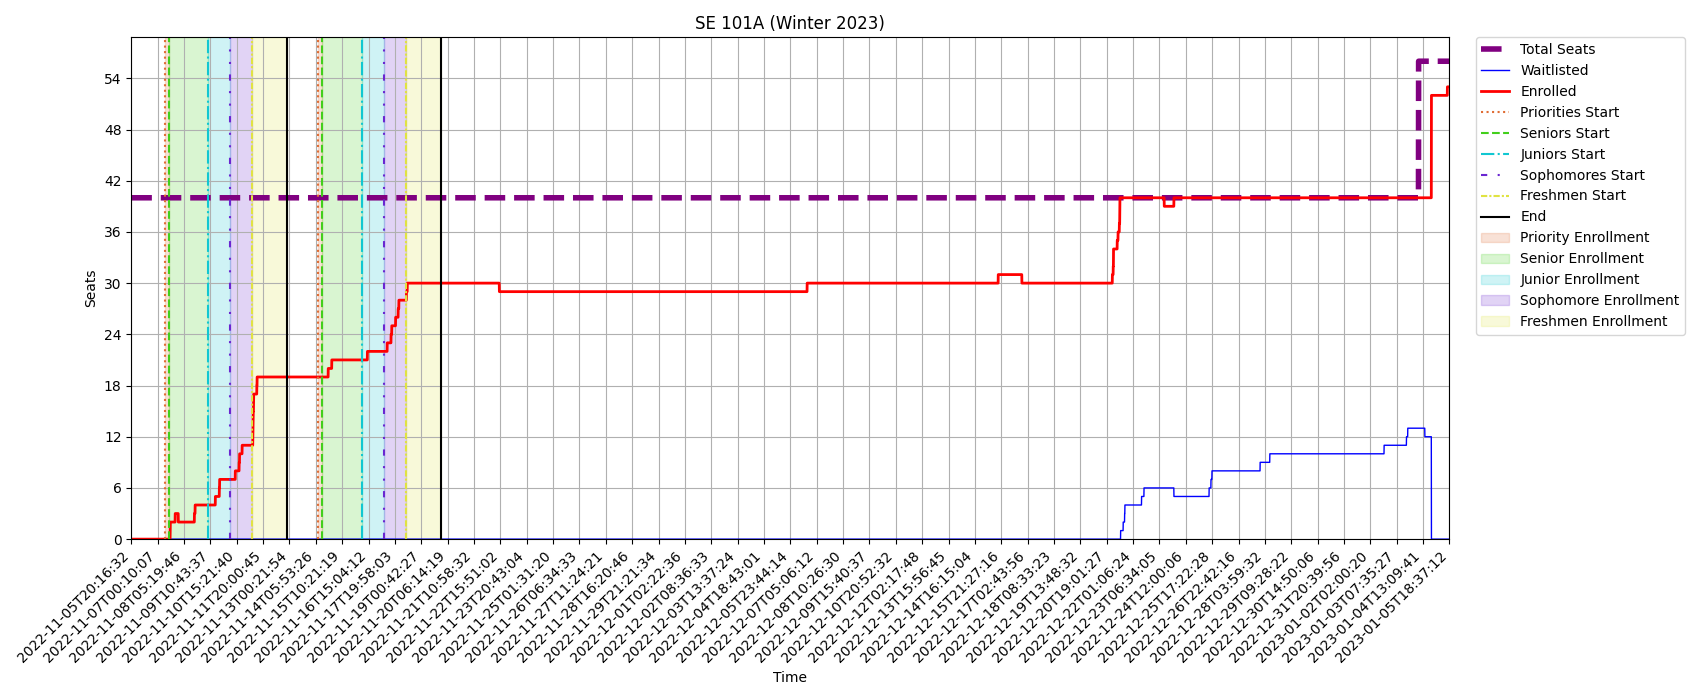 SE 101A (Winter 2023)
Seats
54
48
42
36
30
24
18
12
6
0
2022-11-05T20:16:32
2022-11-07T00:10:07
2022-11-08T05:19:46
2022-11-09T10:43:37
2022-11-10T15:21:40
2022-11-11T20:00:45
2022-11-13T00:21:54
2022-11-14T05:53:26
2022-11-15T10:21:19
2022-11-16T15:04:12
2022-11-17T19:58:03
2022-11-19T00:42:27
2022-11-20T06:14:19
2022-11-21T10:58:32
2022-11-22T15:51:02
2022-11-23T20:43:04
2022-11-25T01:31:20
2022-11-26T06:34:33
2022-11-27T11:24:21
2022-11-28T16:20:46
2022-11-29T21:21:34
2022-12-01T02:22:36
2022-12-02T08:36:33
2022-12-03T13:37:24
2022-12-04T18:43:01
2022-12-05T23:44:14
2022-12-07T05:06:12
2022-12-08T10:26:30
2022-12-09T15:40:37
2022-12-10T20:52:32
2022-12-12T02:17:48
2022-12-13T15:56:45
2022-12-14T16:15:04
2022-12-15T21:27:16
2022-12-17T02:43:56
2022-12-18T08:33:23
2022-12-19T13:48:32
2022-12-20T19:01:27
2022-12-22T01:06:24
2022-12-23T06:34:05
2022-12-24T12:00:06
2022-12-25T17:22:28
2022-12-26T22:42:16
2022-12-28T03:59:32
2022-12-29T09:28:22
2022-12-30T14:50:06
2022-12-31T20:39:56
2023-01-02T02:00:20
2023-01-03T07:35:27
2023-01-04T13:09:41
2023-01-05T18:37:12
Time
Total Seats
Waitlisted
Enrolled
Priorities Start
Seniors Start
Juniors Start
Sophomores Start
Freshmen Start
End
Priority Enrollment
Senior Enrollment
Junior Enrollment
Sophomore Enrollment
Freshmen Enrollment